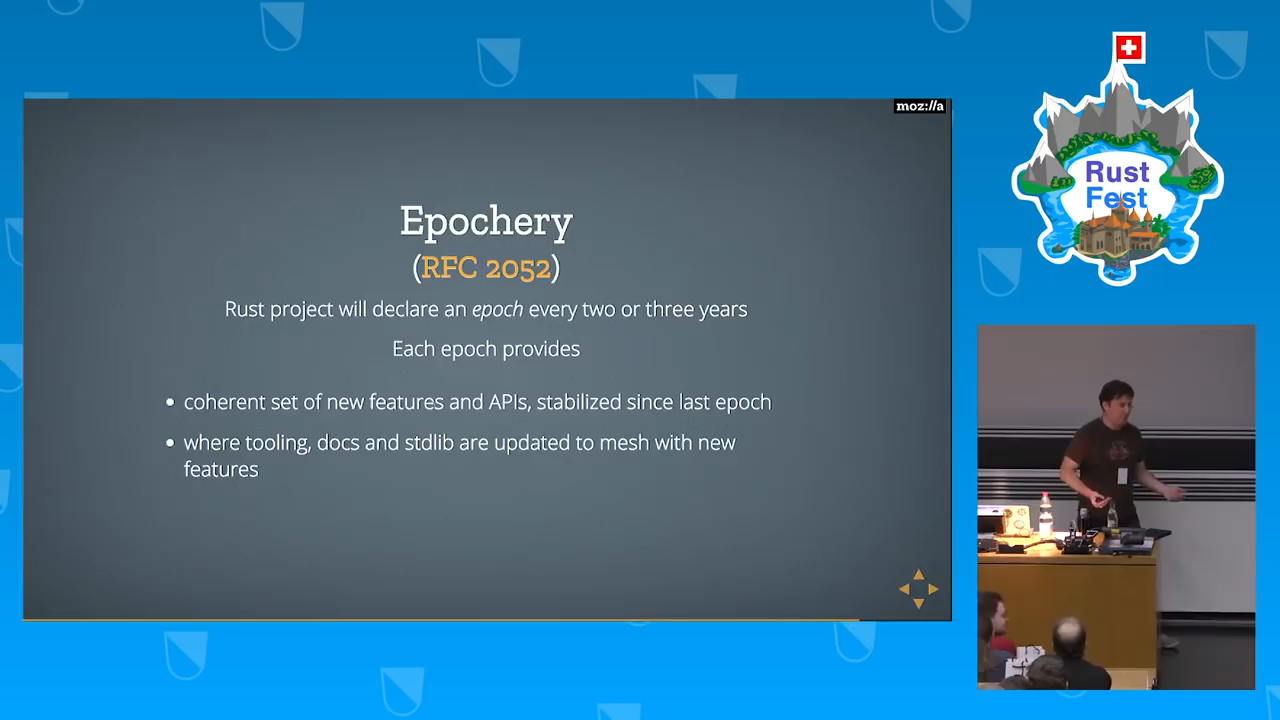 moz://a
Epochery
(RFC 2052)
Rust project will declare an epoch every two or three years
Each epoch provides
• coherent set of new features and APIs, stabilized since last epoch
• where tooling, docs and stdlib are updated to mesh with new
features
Rust
Fest